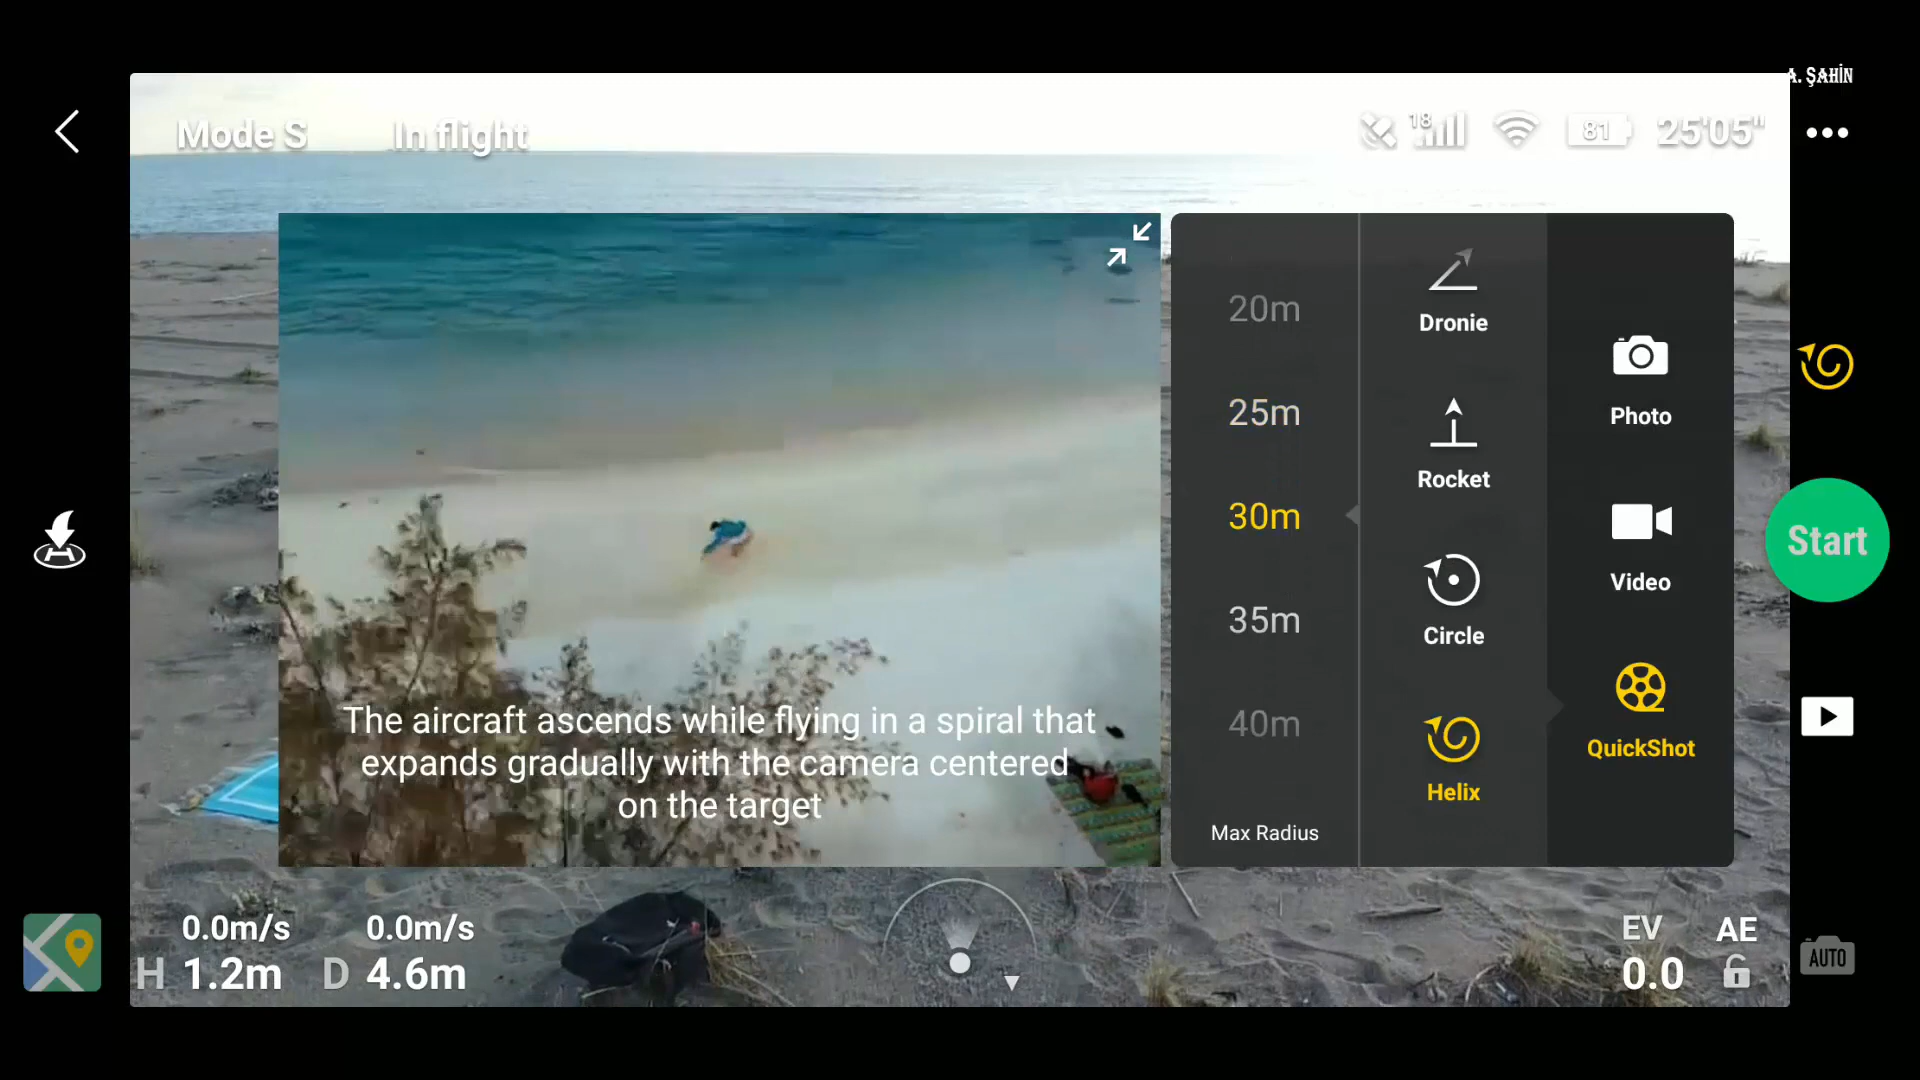 A. ŞAHİN
Mode S
In flight
18
81
25'05"
20m
25m
30m
35m
40m
Max Radius
Dronie
Rocket
Circle
Helix
Photo
Video
QuickShot
Start
The aircraft ascends while flying in a spiral that
expands gradually with the camera centered
on the target
0.0m/s
0.0m/s
H 1.2m
D 4.6m
EV
0.0
AE
AUTO